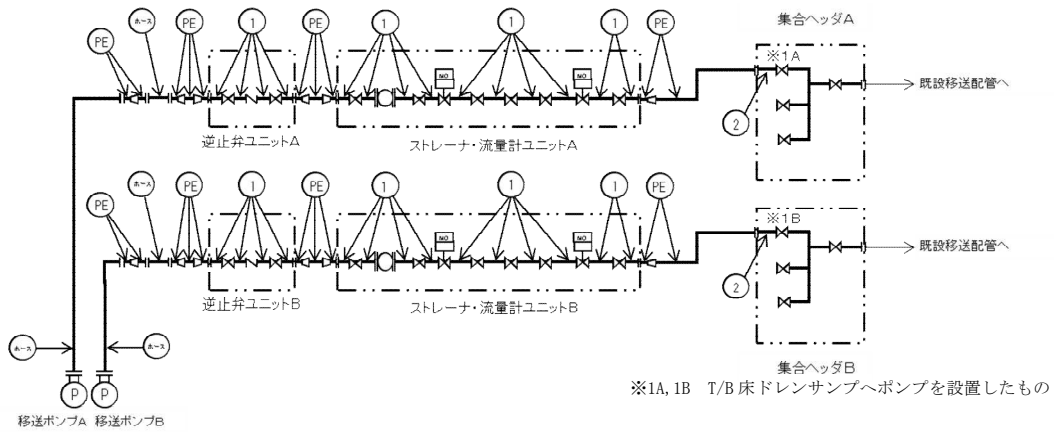 PE
ホース
PE
1
PE
1
1
1
PE
集合ヘッダA
※1A
NO
NO
既設移送配管へ
2
逆止弁ユニットA
ストレーナ・流量計ユニットA
PE
ホース
PE
1
PE
1
1
1
PE
集合ヘッダB
※1B
NO
NO
既設移送配管へ
2
逆止弁ユニットB
ストレーナ・流量計ユニットB
ホース
ホース
P
P
移送ポンプA 移送ポンプB
※1A,1B T/B床ドレンサンプへポンプを設置したもの